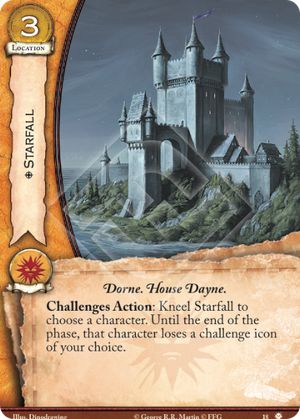 3
Location
Starfall
Dorne. House Dayne.
Challenges Action: Kneel Starfall to
choose a character. Until the end of the
phase, that character loses a challenge icon
of your choice.
Illus. Dinodrawing © George R.R. Martin © FFG 18